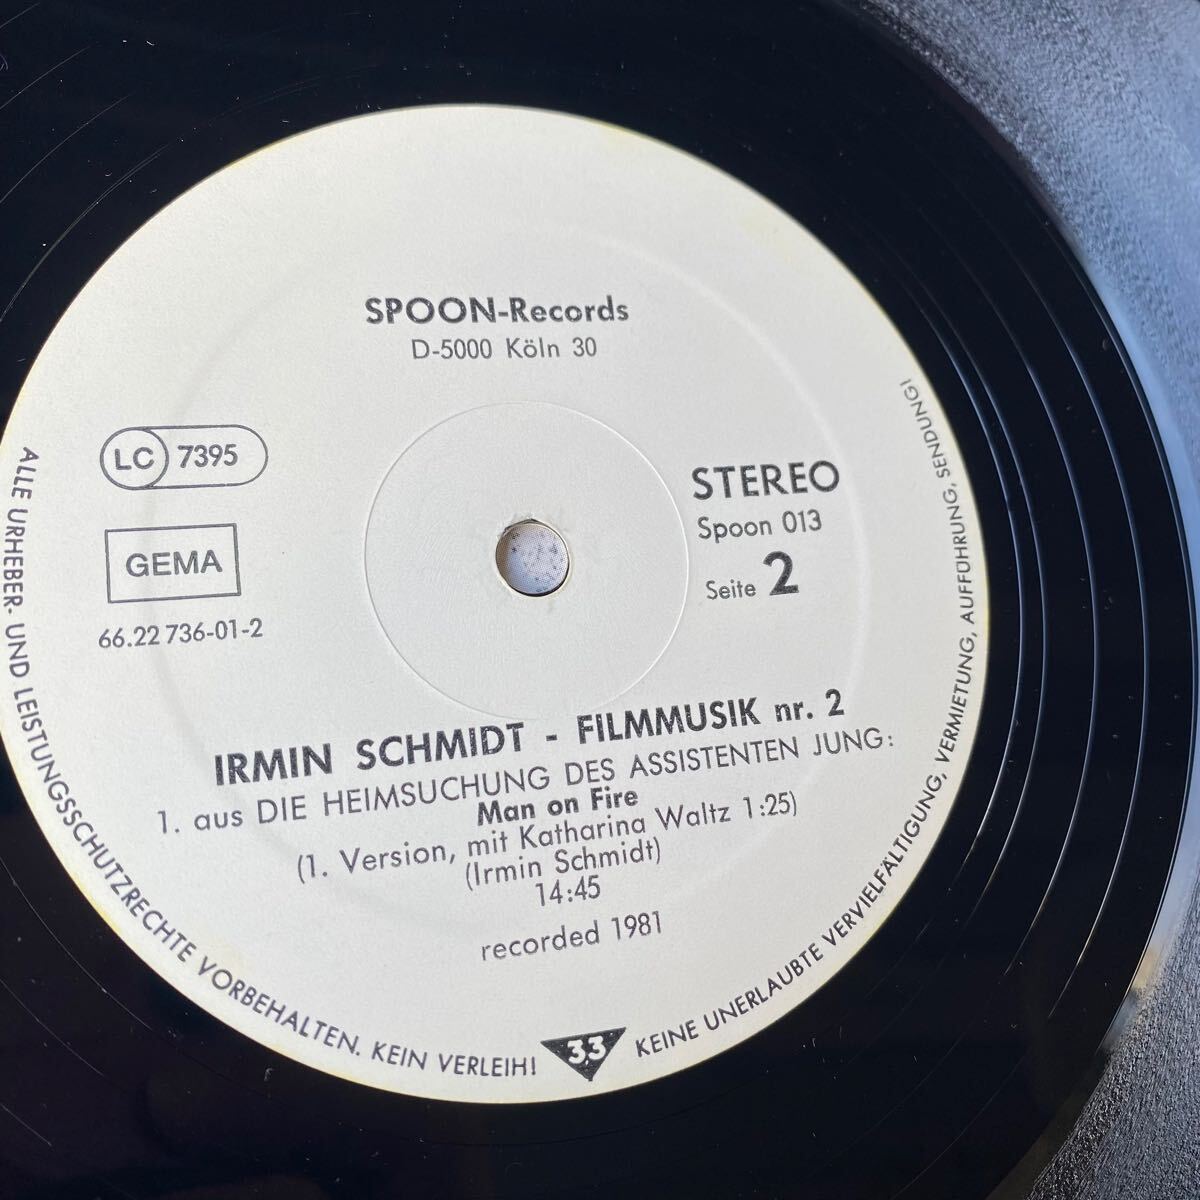 SPOON-Records
D-5000 Köln 30
LC 7395
GEMA
66.22 736-01-2
STEREO
Spoon 013
Seite 2
IRMIN SCHMIDT - FILMMUSIK nr. 2
1. aus DIE HEIMSUCHUNG DES ASSISTENTEN JUNG:
Man on Fire
(1. Version, mit Katharina Waltz 1:25)
(Irmin Schmidt)
14:45
recorded 1981
ALLE URHEBER- UND LEISTUNGSSCHUTZRECHTE VORBEHALTEN. KEIN VERLEIH! 33 KEINE UNERLAUBTE VERVIELFÄLTIGUNG, VERMIETUNG, AUFFÜHRUNG, SENDUNG!